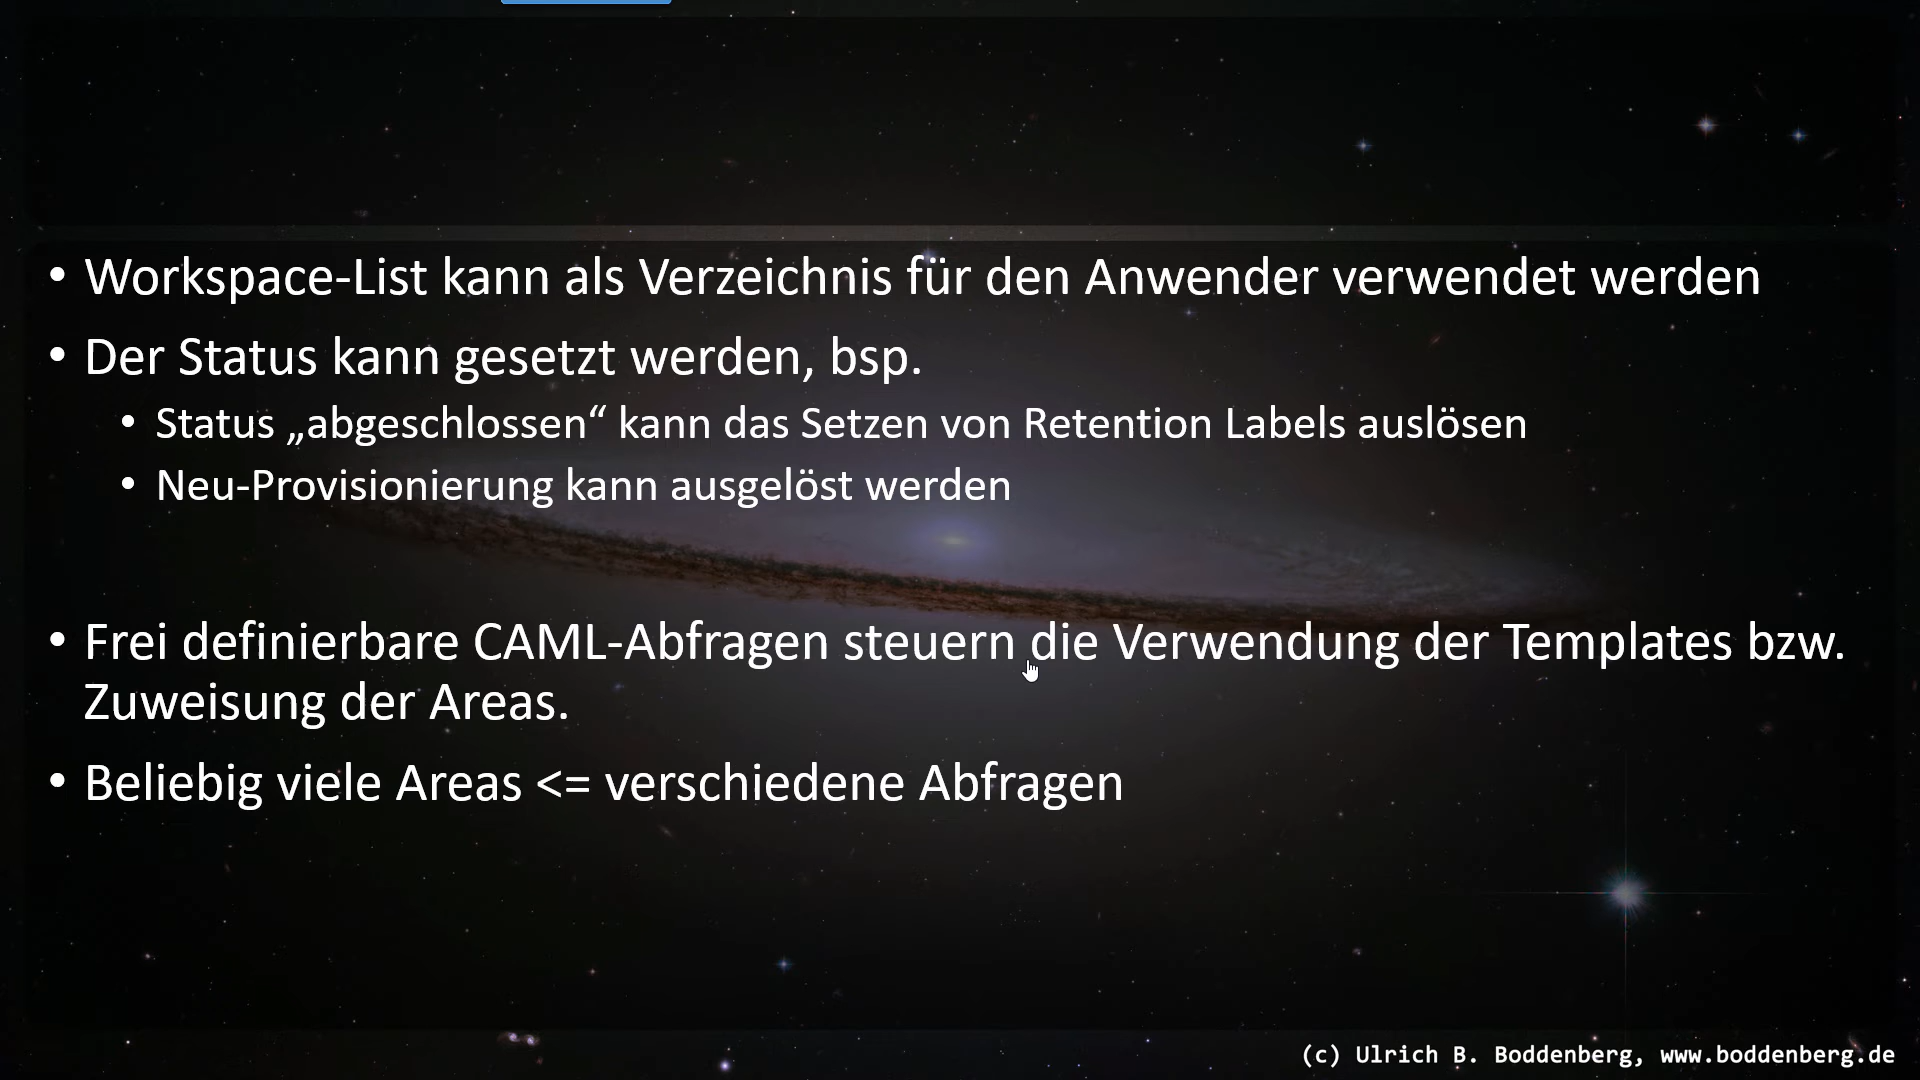 • Workspace-List kann als Verzeichnis für den Anwender verwendet werden
• Der Status kann gesetzt werden, bsp.
• Status „abgeschlossen“ kann das Setzen von Retention Labels auslösen
• Neu-Provisionierung kann ausgelöst werden
• Frei definierbare CAML-Abfragen steuern die Verwendung der Templates bzw.
Zuweisung der Areas.
• Beliebig viele Areas <= verschiedene Abfragen
(c) Ulrich B. Boddenberg, www.boddenberg.de